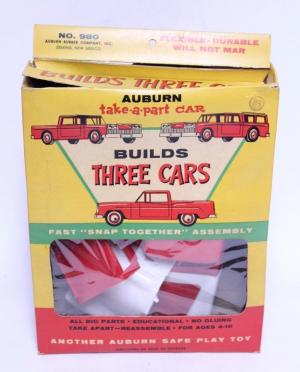 NO. 980
AUBURN RUBBER COMPANY, INC.
DEMING, NEW MEXICO
FLEXIBLE - DURABLE
WILL NOT MAR
BUILDS THREE CARS
AUBURN
take-a-part CAR
BUILDS
THREE CARS
FAST "SNAP TOGETHER" ASSEMBLY
ALL BIG PARTS - EDUCATIONAL - NO GLUING
TAKE APART—REASSEMBLE - FOR AGES 4-10
ANOTHER AUBURN SAFE PLAY TOY